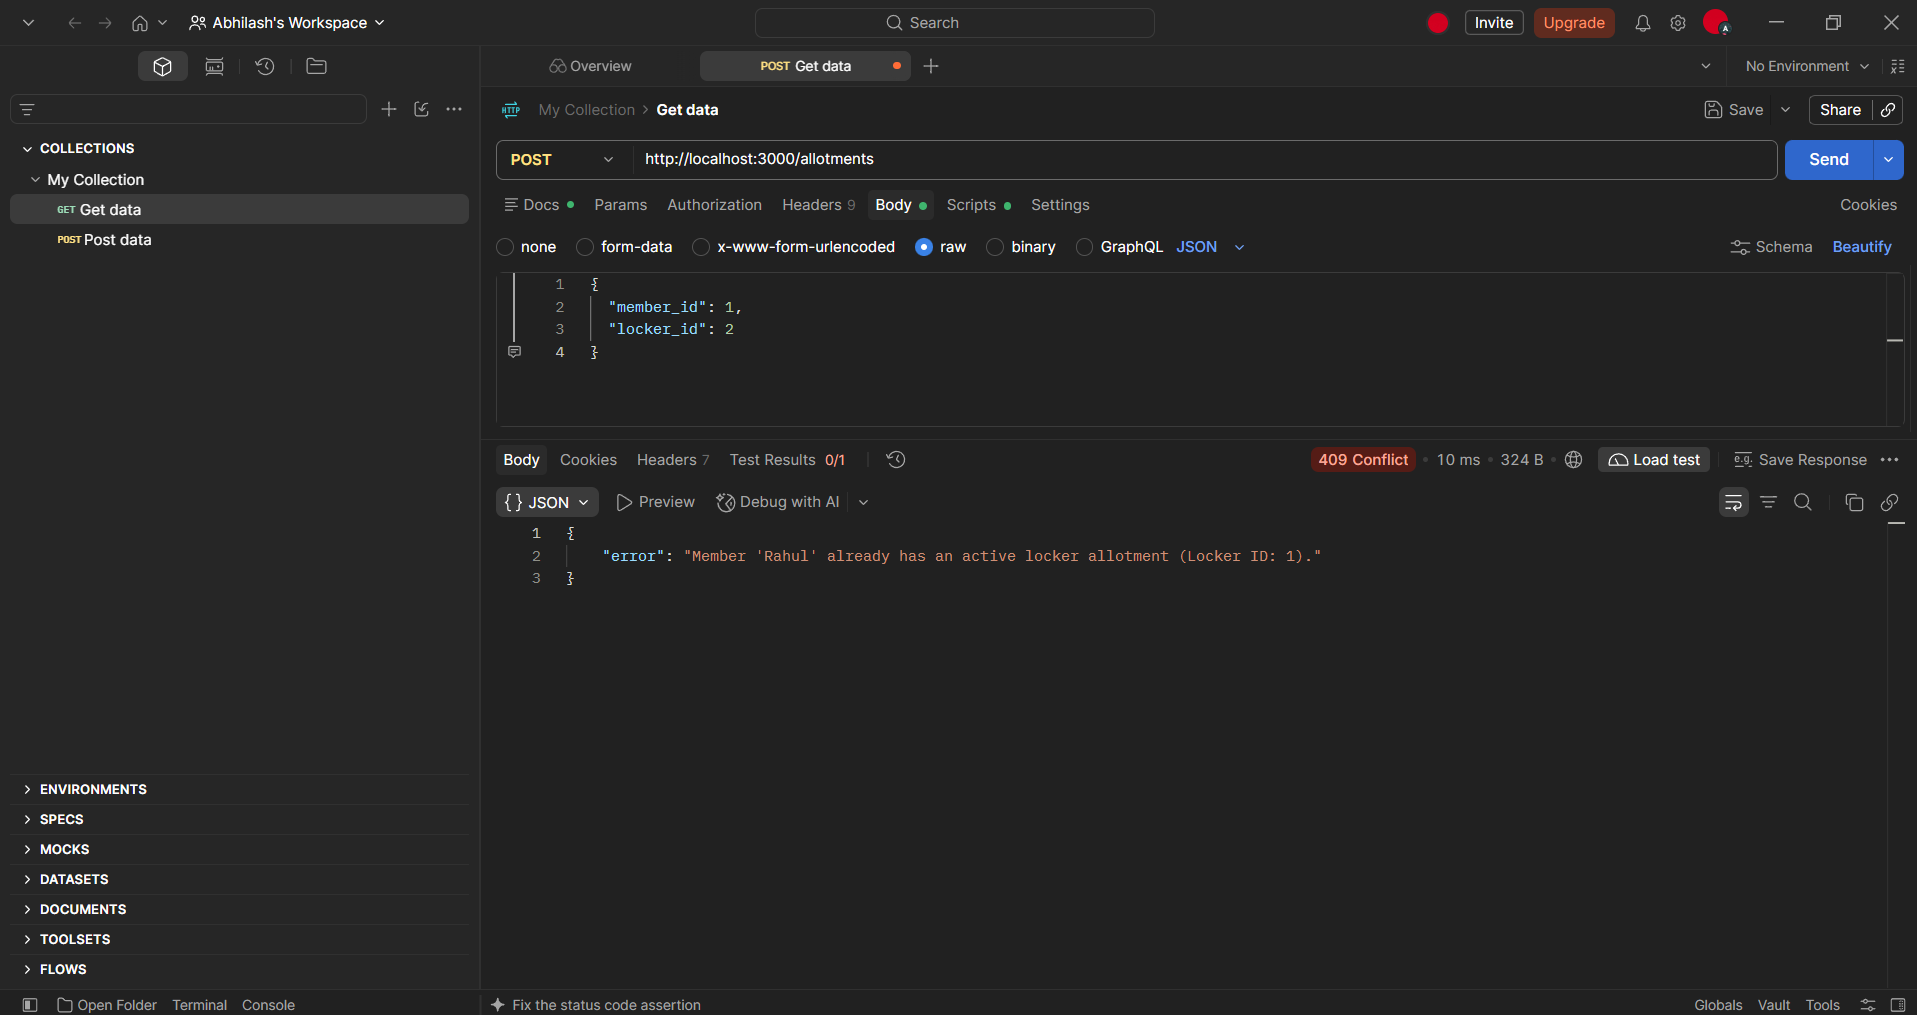 Abhilash's Workspace
Search
Invite
Upgrade
A
Overview
POST Get data
No Environment
HTTP
My Collection > Get data
Save
Share
COLLECTIONS
My Collection
GET Get data
POST Post data
POST
http://localhost:3000/allotments
Send
Docs
Params
Authorization
Headers 9
Body
Scripts
Settings
Cookies
none
form-data
x-www-form-urlencoded
raw
binary
GraphQL
JSON
Schema
Beautify
1 {
2 "member_id": 1,
3 "locker_id": 2
4 }
Body
Cookies
Headers 7
Test Results 0/1
409 Conflict
10 ms
324 B
Load test
e.g. Save Response
{} JSON
Preview
Debug with AI
1 {
2 "error": "Member 'Rahul' already has an active locker allotment (Locker ID: 1)."
3 }
ENVIRONMENTS
SPECS
MOCKS
DATASETS
DOCUMENTS
TOOLSETS
FLOWS
Open Folder
Terminal
Console
Fix the status code assertion
Globals
Vault
Tools